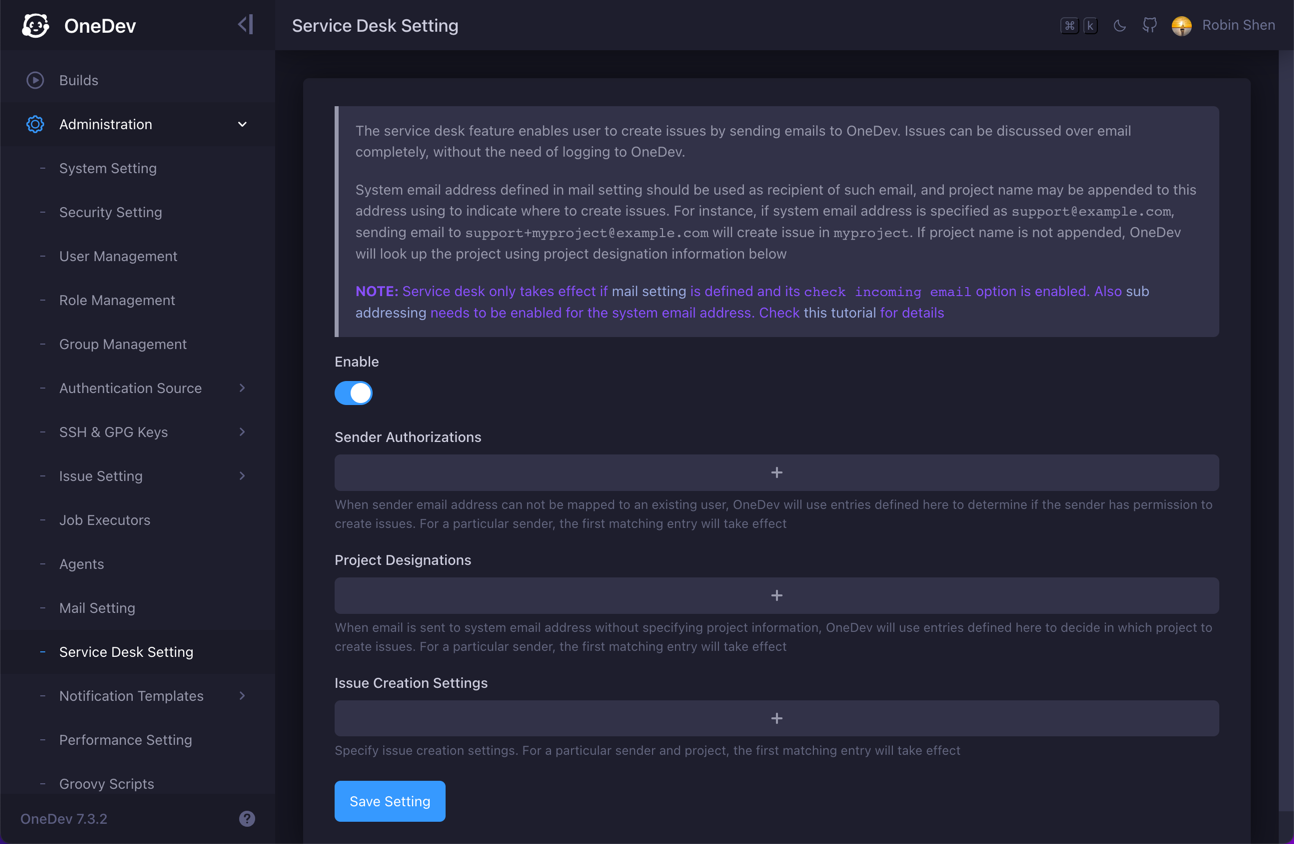 OneDev
Service Desk Setting
⌘ k
Robin Shen
Builds
Administration
System Setting
Security Setting
User Management
Role Management
Group Management
Authentication Source
SSH & GPG Keys
Issue Setting
Job Executors
Agents
Mail Setting
Service Desk Setting
Notification Templates
Performance Setting
Groovy Scripts
OneDev 7.3.2
?
The service desk feature enables user to create issues by sending emails to OneDev. Issues can be discussed over email
completely, without the need of logging to OneDev.
System email address defined in mail setting should be used as recipient of such email, and project name may be appended to this
address using to indicate where to create issues. For instance, if system email address is specified as support@example.com,
sending email to support+myproject@example.com will create issue in myproject. If project name is not appended, OneDev
will look up the project using project designation information below
NOTE: Service desk only takes effect if mail setting is defined and its check incoming email option is enabled. Also sub
addressing needs to be enabled for the system email address. Check this tutorial for details
Enable
Sender Authorizations
+
When sender email address can not be mapped to an existing user, OneDev will use entries defined here to determine if the sender has permission to
create issues. For a particular sender, the first matching entry will take effect
Project Designations
+
When email is sent to system email address without specifying project information, OneDev will use entries defined here to decide in which project to
create issues. For a particular sender, the first matching entry will take effect
Issue Creation Settings
+
Specify issue creation settings. For a particular sender and project, the first matching entry will take effect
Save Setting